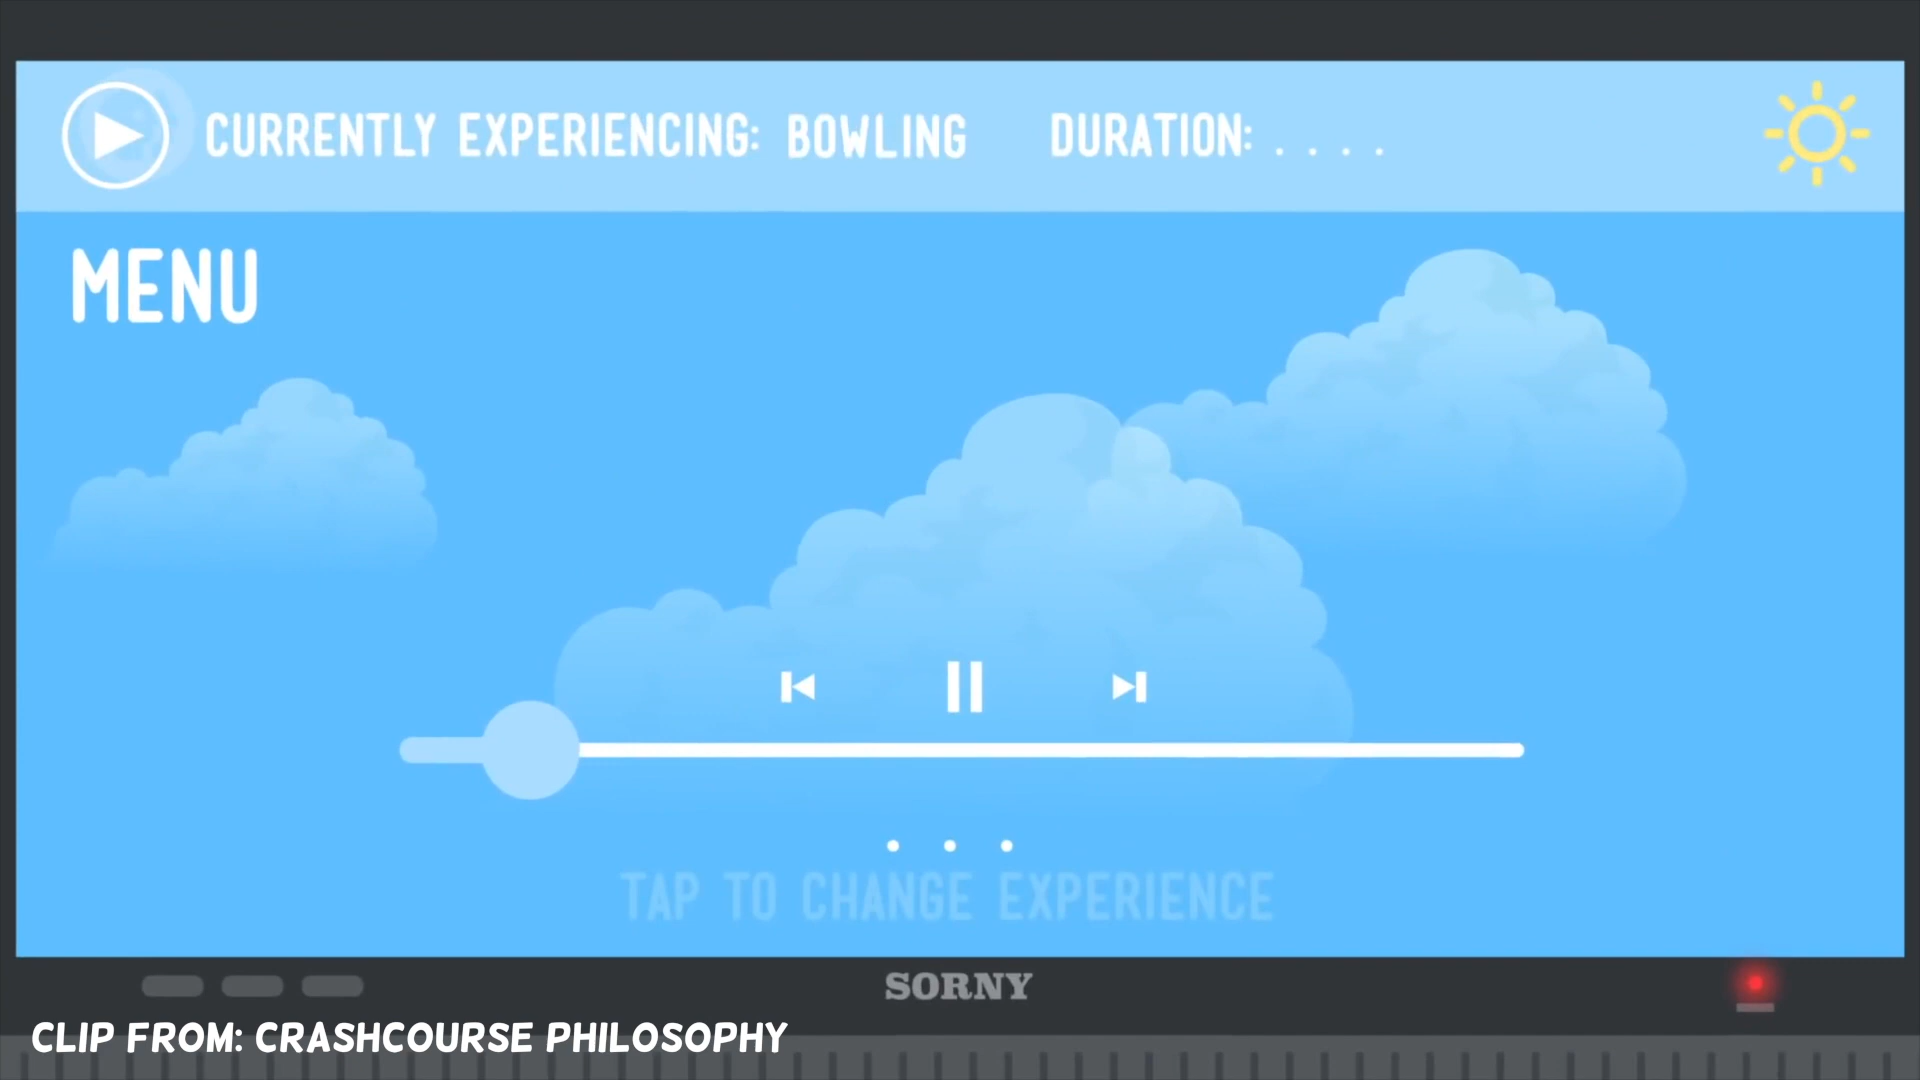 CURRENTLY EXPERIENCING: BOWLING DURATION: . . . .
MENU
. . .
TAP TO CHANGE EXPERIENCE
SORNY
CLIP FROM: CRASHCOURSE PHILOSOPHY